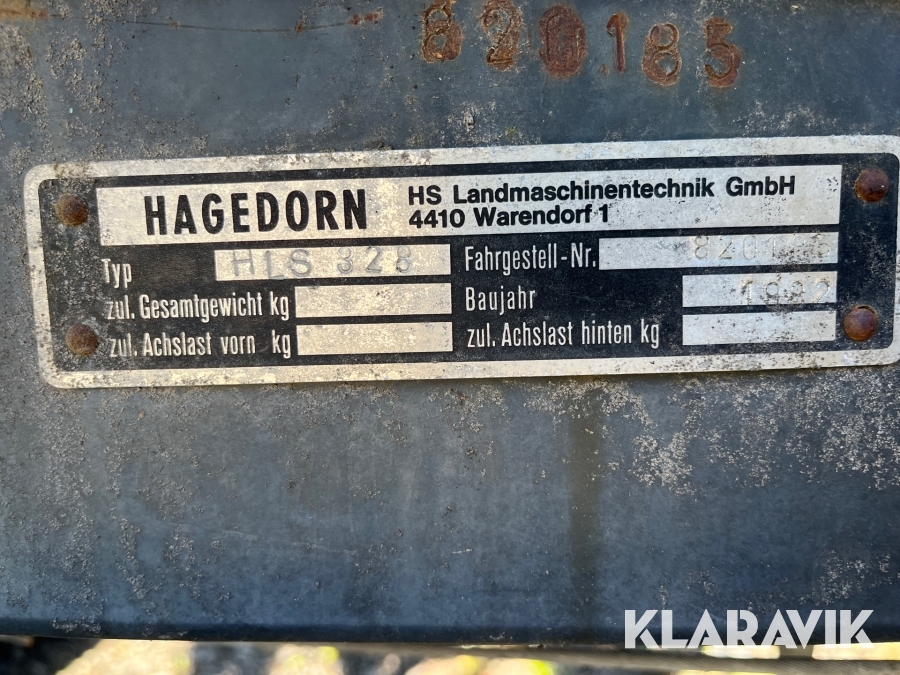 820185
HAGEDORN
HS Landmaschinentechnik GmbH
4410 Warendorf 1
Typ HLS 328
Fahrgestell-Nr.
zul. Gesamtgewicht kg
Baujahr 1982
zul. Achslast vorn kg
zul. Achslast hinten kg
KLARAVIK